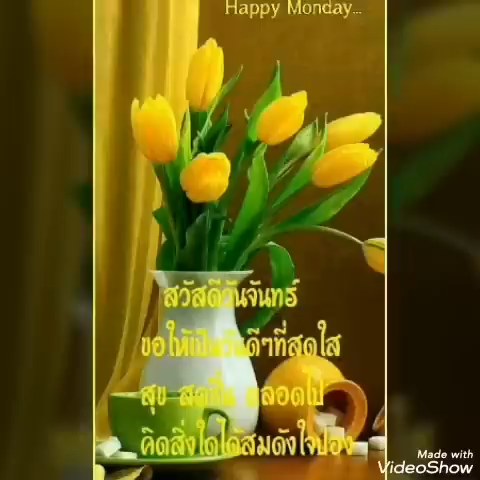 Happy Monday...
สวัสดีวันจันทร์
ขอให้เป็นวันดีๆที่สุดใส
สุข สดชื่น ตลอดไป
คิดสิ่งใดได้สมดังใจปอง
Made with
VideoShow